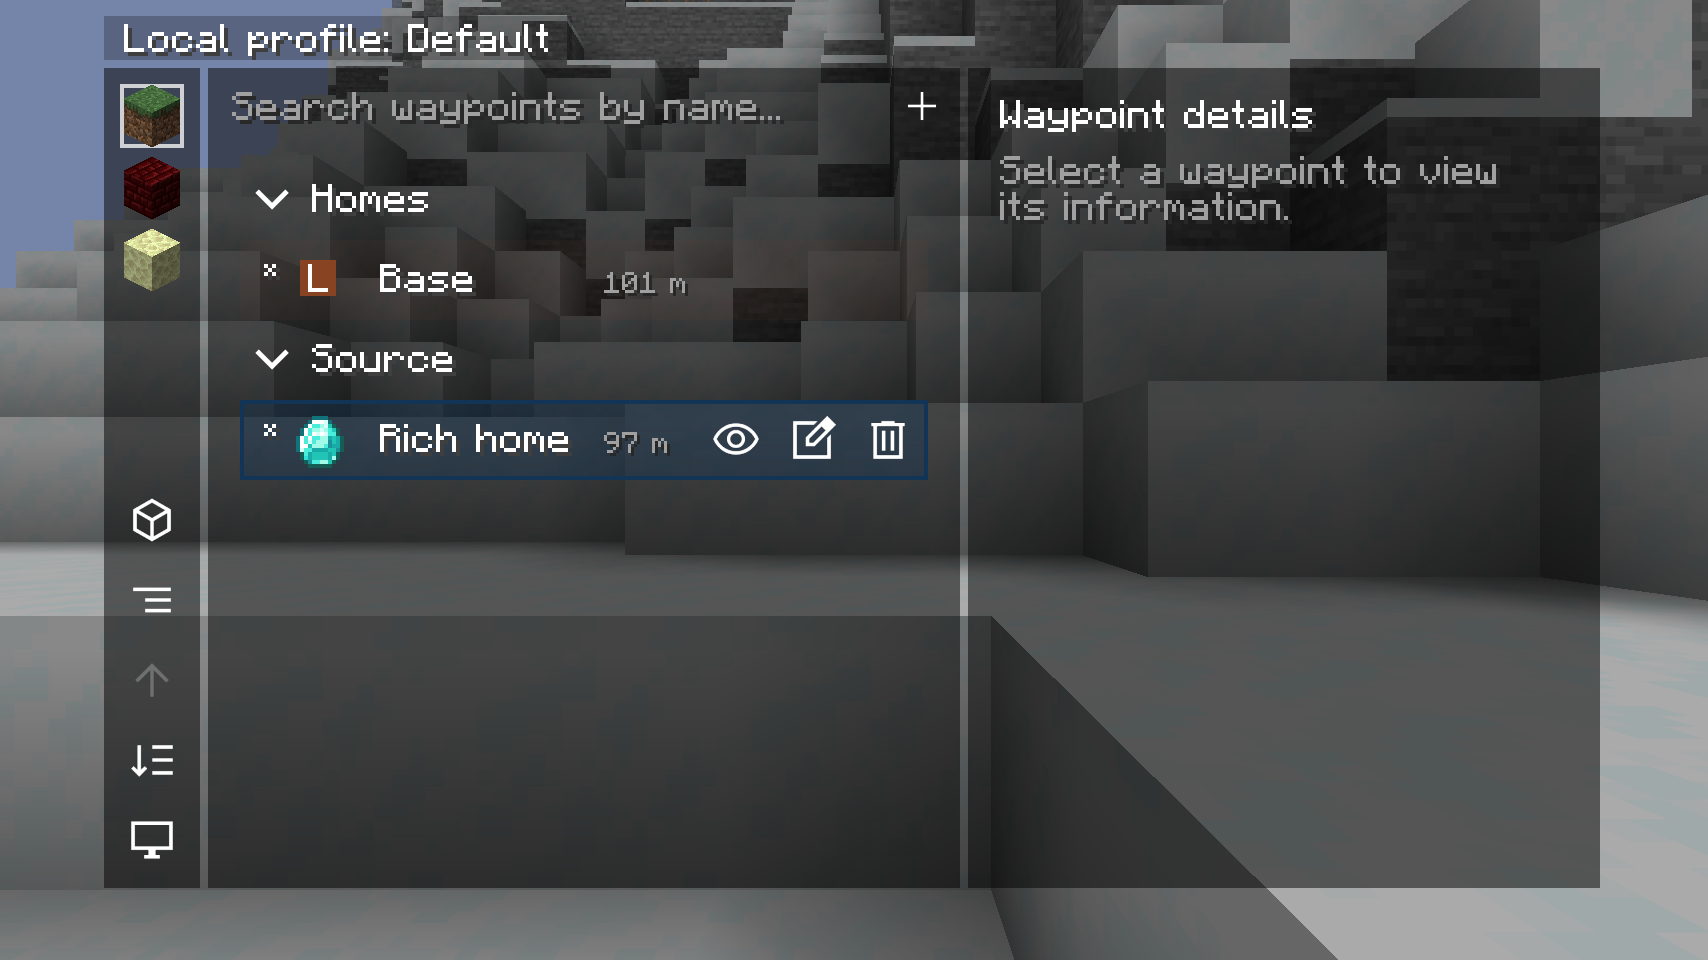 Local profile: Default
Search waypoints by name...
Homes
x L Base 101 m
Source
x Rich home 97 m
Waypoint details
Select a waypoint to view
its information.